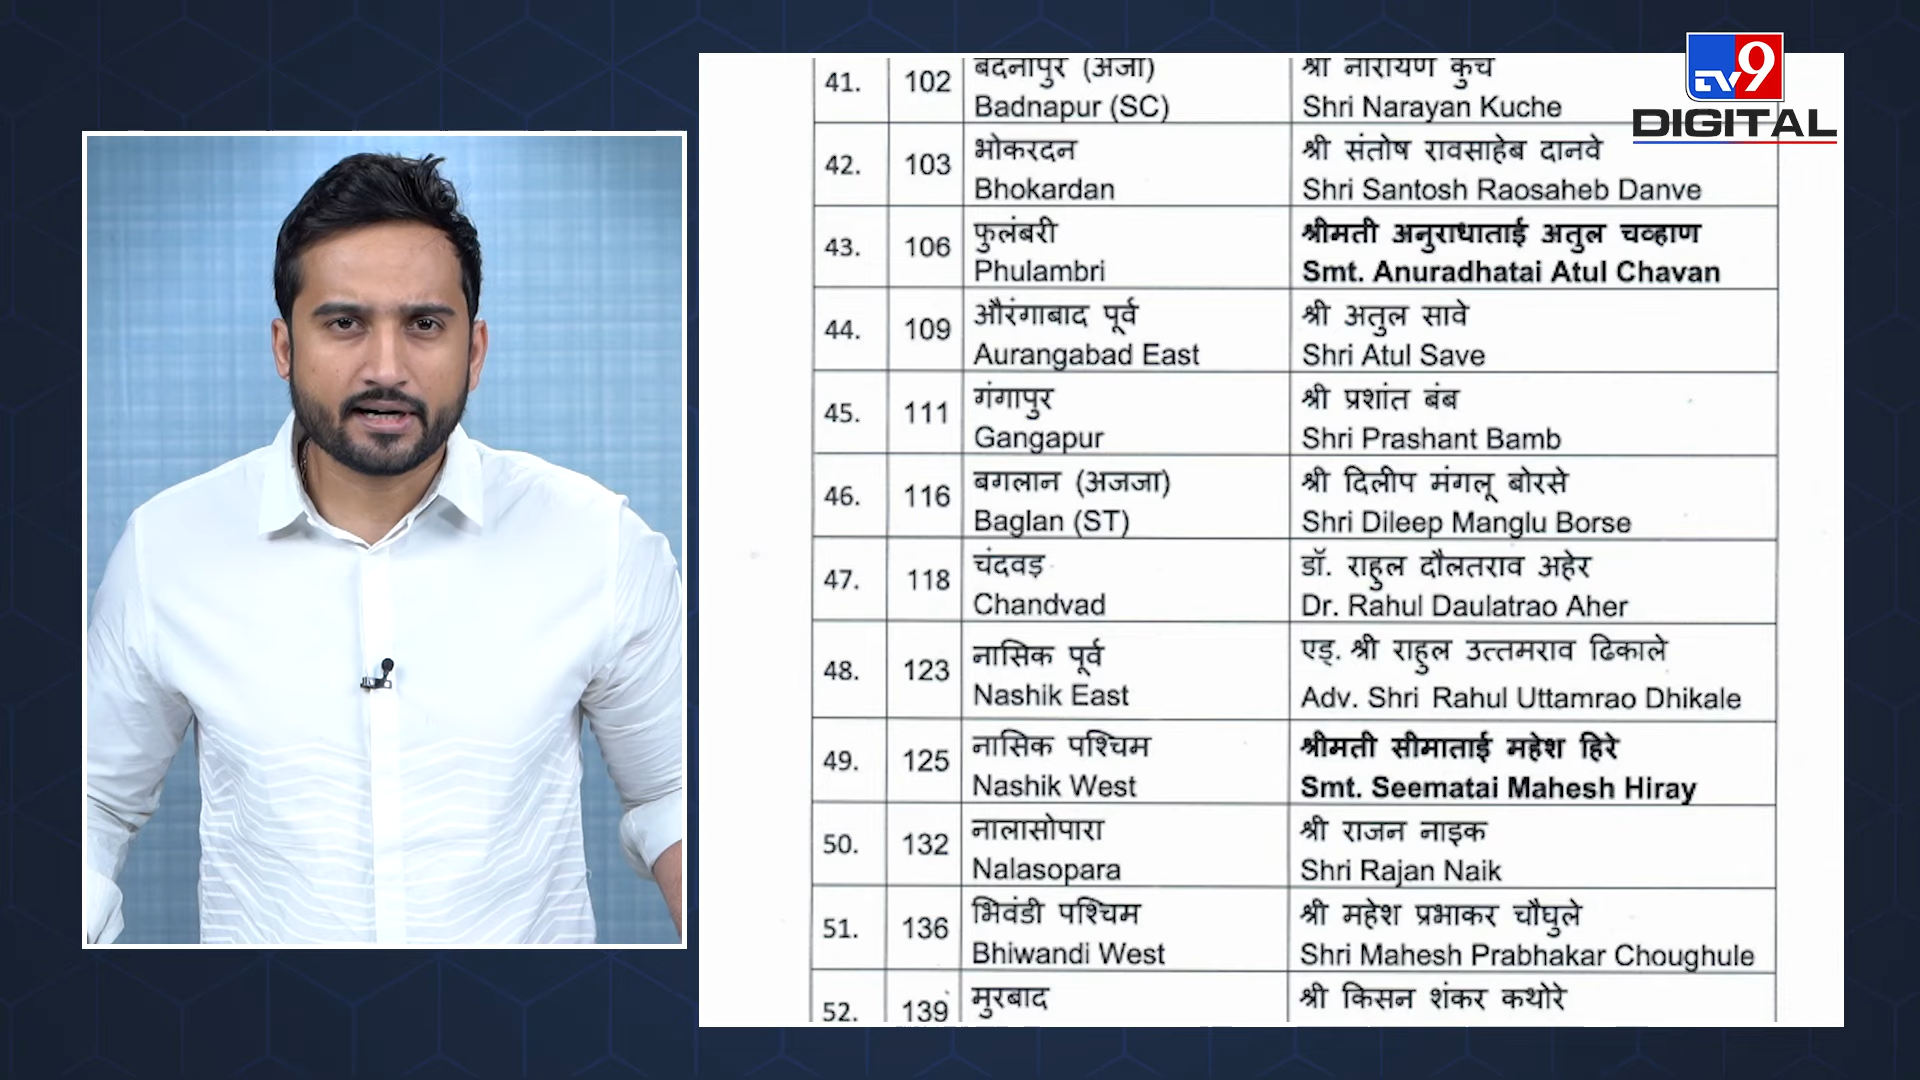 TV9
DIGITAL
41. 102 बदनापुर (अजा) श्री नारायण कुचे
Badnapur (SC) Shri Narayan Kuche
42. 103 भोकरदन श्री संतोष रावसाहेब दानवे
Bhokardan Shri Santosh Raosaheb Danve
43. 106 फुलंबरी श्रीमती अनुराधाताई अतुल चव्हाण
Phulambri Smt. Anuradhatai Atul Chavan
44. 109 औरंगाबाद पूर्व श्री अतुल सावे
Aurangabad East Shri Atul Save
45. 111 गंगापुर श्री प्रशांत बंब
Gangapur Shri Prashant Bamb
46. 116 बगलान (अजजा) श्री दिलीप मंगलू बोरसे
Baglan (ST) Shri Dileep Manglu Borse
47. 118 चंदवड़ डॉ. राहुल दौलतराव अहेर
Chandvad Dr. Rahul Daulatrao Aher
48. 123 नासिक पूर्व एड्. श्री राहुल उत्तमराव ढिकाले
Nashik East Adv. Shri Rahul Uttamrao Dhikale
49. 125 नासिक पश्चिम श्रीमती सीमाताई महेश हिरे
Nashik West Smt. Seematai Mahesh Hiray
50. 132 नालासोपारा श्री राजन नाइक
Nalasopara Shri Rajan Naik
51. 136 भिवंडी पश्चिम श्री महेश प्रभाकर चौघुले
Bhiwandi West Shri Mahesh Prabhakar Choughule
52. 139 मुरबाद श्री किसन शंकर कथोरे